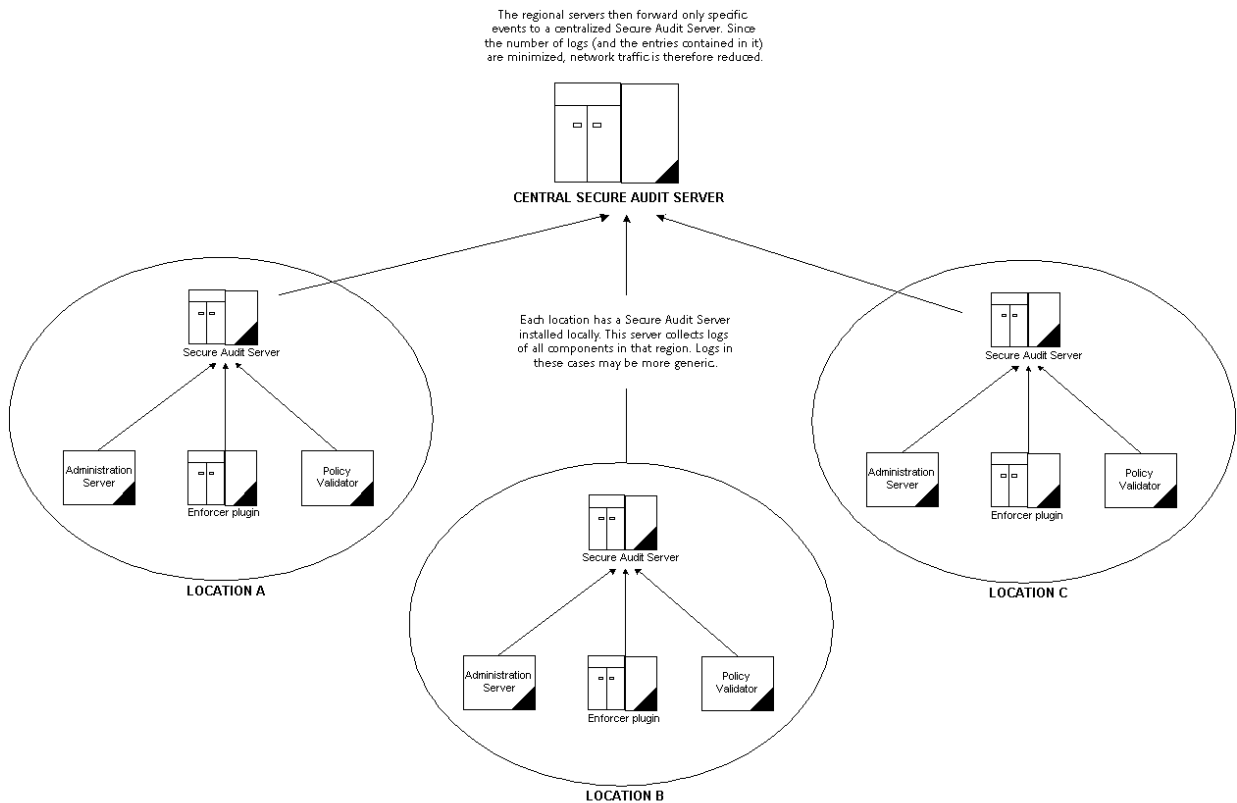 The regional servers then forward only specific
events to a centralized Secure Audit Server. Since
the number of logs (and the entries contained in it)
are minimized, network traffic is therefore reduced.
CENTRAL SECURE AUDIT SERVER
Each location has a Secure Audit Server
installed locally. This server collects logs
of all components in that region. Logs in
these cases may be more generic.
Secure Audit Server
Administration
Server
Enforcer plugin
Policy
Validator
LOCATION A
Secure Audit Server
Administration
Server
Enforcer plugin
Policy
Validator
LOCATION B
Secure Audit Server
Administration
Server
Enforcer plugin
Policy
Validator
LOCATION C